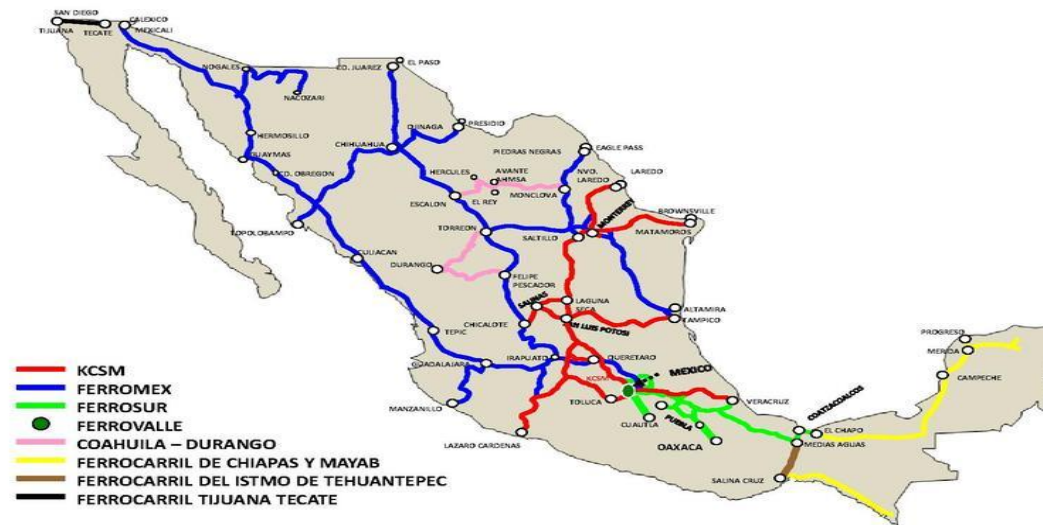 SAN DIEGO
TIJUANA
TECATE
CALEXICO
MEXICALI
NOGALES
NACOZARI
CD. JUAREZ
EL PASO
HERMOSILLO
GUAYMAS
CD. OBREGON
CHIHUAHUA
OJINAGA
PRESIDIO
PIEDRAS NEGRAS
EAGLE PASS
HERCULES
AVANTE
AHMSA
EL REY
MONCLOVA
NVO.
LAREDO
LAREDO
ESCALON
TOPOLOBAMPO
TORREON
SALTILLO
MONTERREY
BROWNSVILLE
MATAMOROS
CULIACAN
DURANGO
FELIPE
PESCADOR
SALINAS
LAGUNA
SECA
ALTAMIRA
TAMPICO
CHICALOTE
SAN LUIS POTOSI
TEPIC
GUADALAJARA
IRAPUATO
QUERETARO
KCSM
MEXICO
MANZANILLO
TOLUCA
VERACRUZ
LAZARO CARDENAS
CUAUTLA
PUEBLA
OAXACA
COATZACOALCOS
EL CHAPO
MEDIAS AGUAS
SALINA CRUZ
PROGRESO
MERIDA
CAMPECHE
KCSM
FERROMEX
FERROSUR
FERROVALLE
COAHUILA – DURANGO
FERROCARRIL DE CHIAPAS Y MAYAB
FERROCARRIL DEL ISTMO DE TEHUANTEPEC
FERROCARRIL TIJUANA TECATE